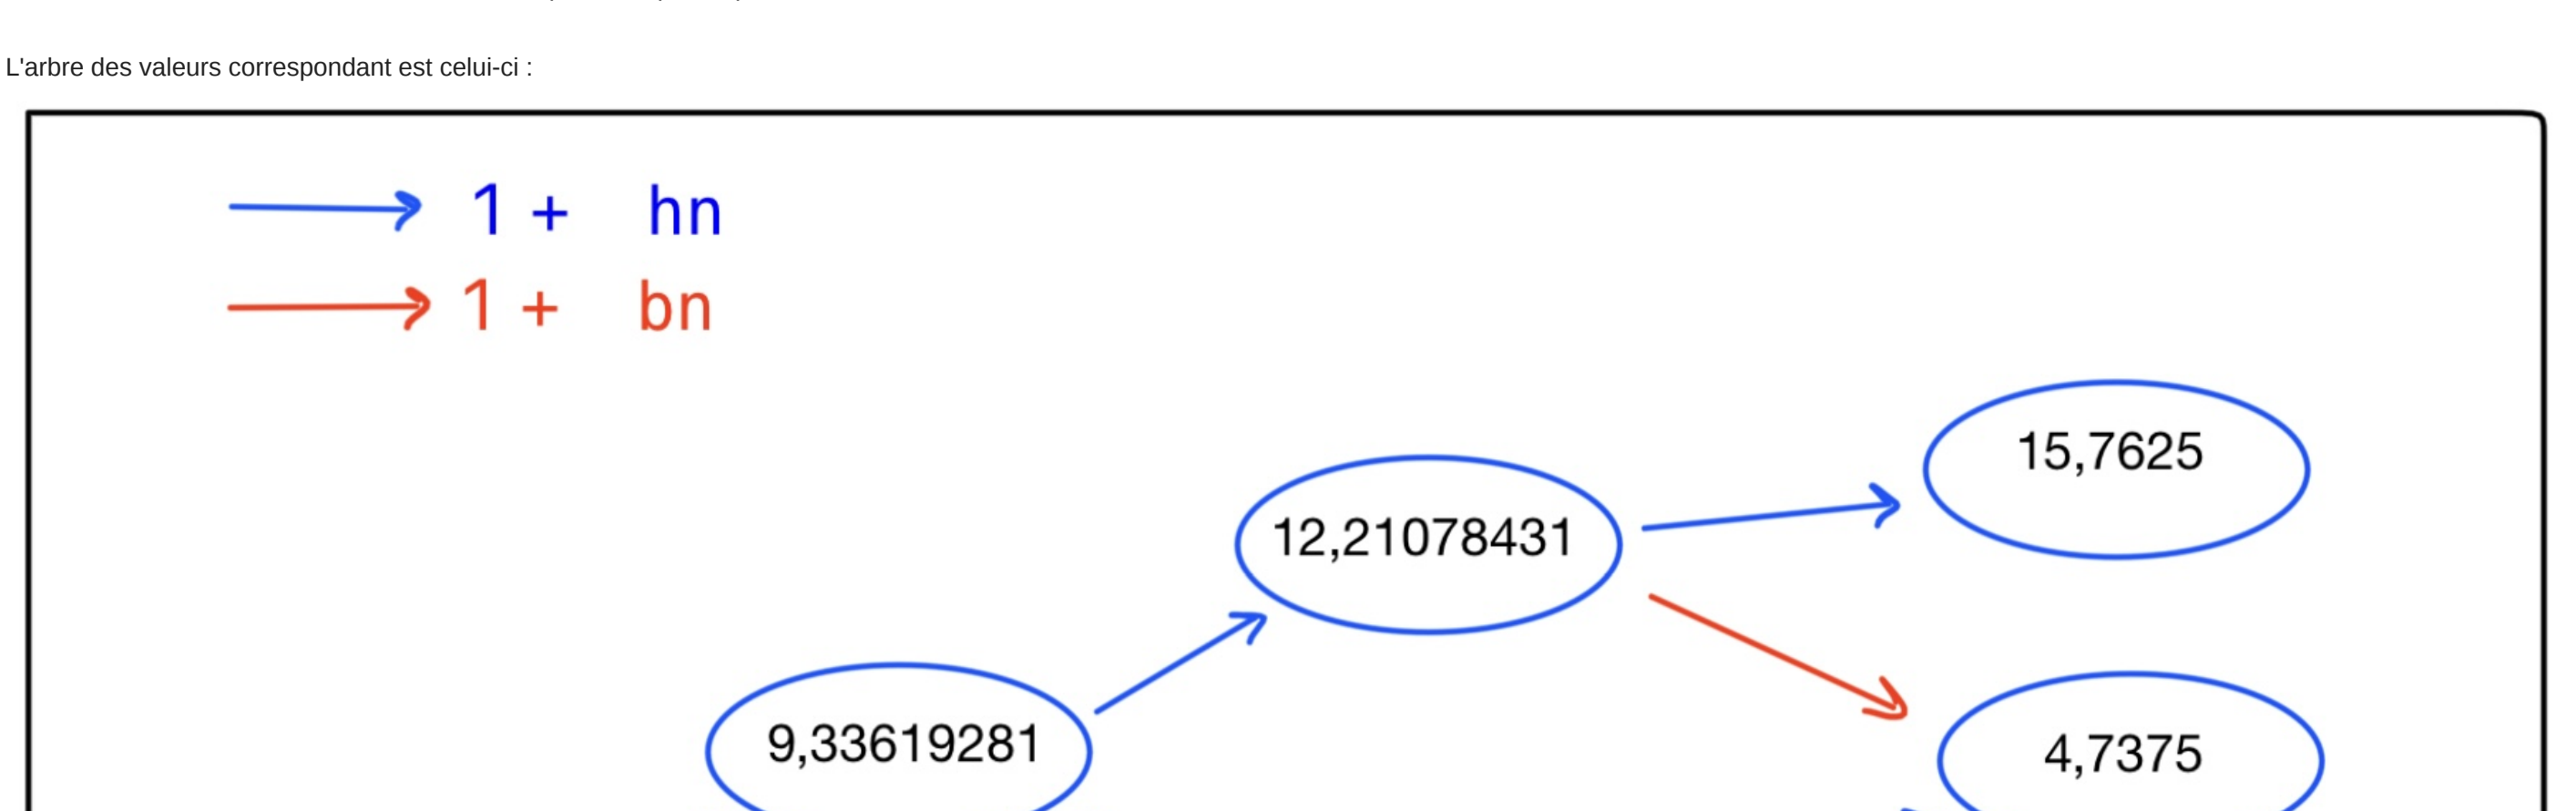 L'arbre des valeurs correspondant est celui-ci :
1 + hn
1 + bn
15,7625
12,21078431
9,33619281
4,7375